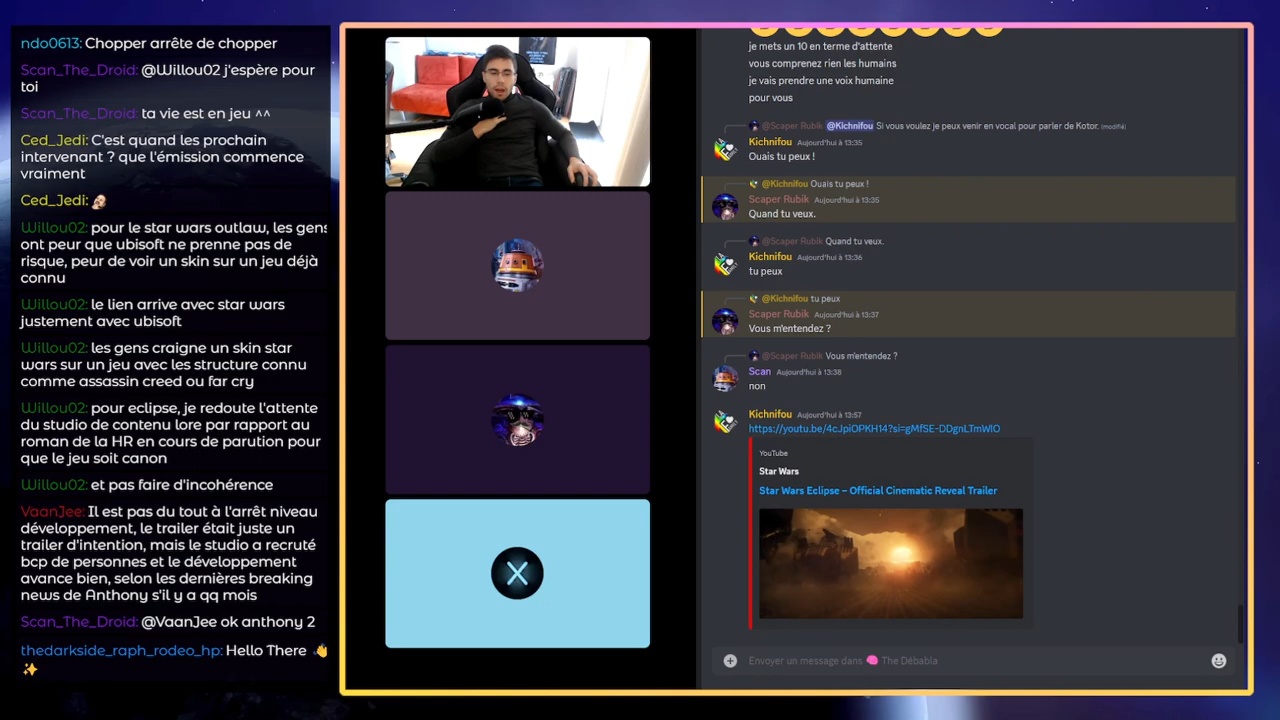 ndo0613: Chopper arrête de chopper
Scan_The_Droid: @Willou02 j'espère pour
toi
Scan_The_Droid: ta vie est en jeu ^^
Ced_Jedi: C'est quand les prochain
intervenant ? que l'émission commence
vraiment
Ced_Jedi:
Willou02: pour le star wars outlaw, les gens
ont peur que ubisoft ne prenne pas de
risque, peur de voir un skin sur un jeu déjà
connu
Willou02: le lien arrive avec star wars
justement avec ubisoft
Willou02: les gens craigne un skin star
wars sur un jeu avec les structure connu
comme assassin creed ou far cry
Willou02: pour eclipse, je redoute l'attente
du studio de contenu lore par rapport au
roman de la HR en cours de parution pour
que le jeu soit canon
Willou02: et pas faire d'incohérence
VaanJee: Il est pas du tout à l'arrêt niveau
développement, le trailer était juste un
trailer d'intention, mais le studio a recruté
bcp de personnes et le développement
avance bien, selon les dernières breaking
news de Anthony s'il y a qq mois
Scan_The_Droid: @VaanJee ok anthony 2
thedarkside_raph_rodeo_hp: Hello There 👋
✨
je mets un 10 en terme d'attente
vous comprenez rien les humains
je vais prendre une voix humaine
pour vous
@Scaper Rubik @Kichnifou Si vous voulez je peux venir en vocal pour parler de Kotor. (modifié)
Kichnifou Aujourd'hui à 13:35
Ouais tu peux !
@Kichnifou Ouais tu peux !
Scaper Rubik Aujourd'hui à 13:35
Quand tu veux.
@Scaper Rubik Quand tu veux.
Kichnifou Aujourd'hui à 13:36
tu peux
@Kichnifou tu peux
Scaper Rubik Aujourd'hui à 13:37
Vous m'entendez ?
@Scaper Rubik Vous m'entendez ?
Scan Aujourd'hui à 13:38
non
Kichnifou Aujourd'hui à 13:57
https://youtu.be/4cJpiOPKH14?si=gMfSE-DDgnLTmWIO
YouTube
Star Wars
Star Wars Eclipse – Official Cinematic Reveal Trailer
Envoyer un message dans 🧠 The Débabla